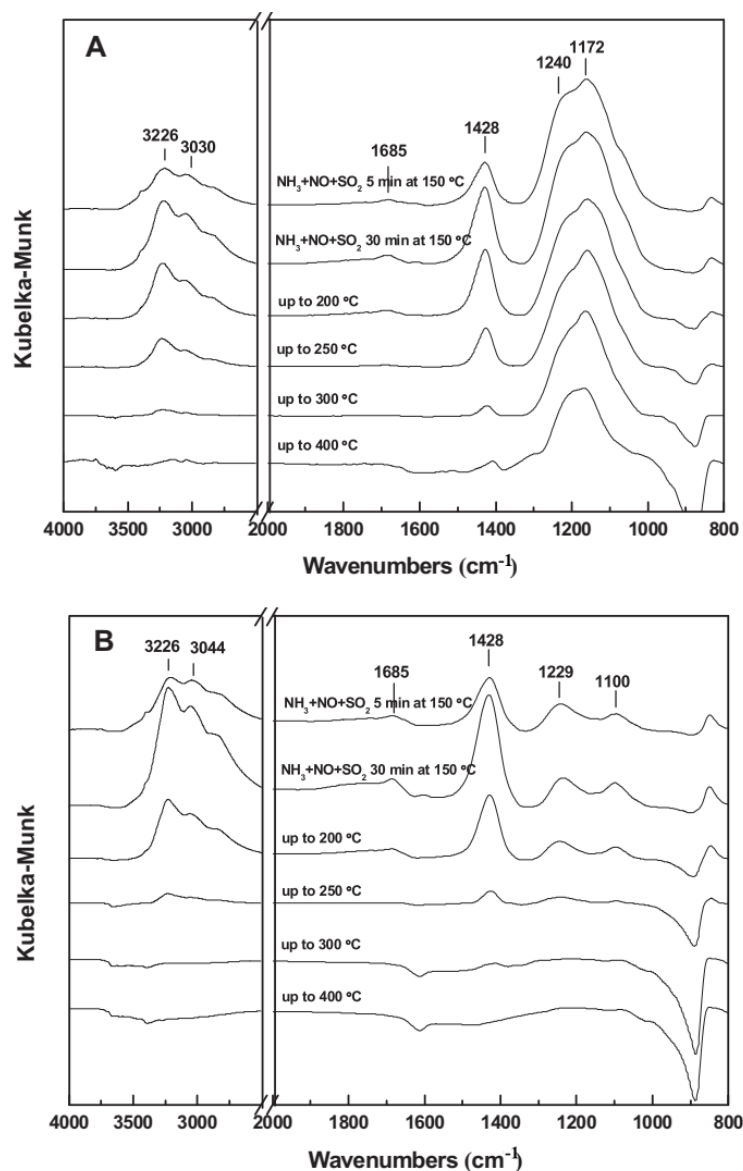 A
1240
1172
3226
3030
1685
1428
NH₃+NO+SO₂ 5 min at 150 °C
NH₃+NO+SO₂ 30 min at 150 °C
up to 200 °C
up to 250 °C
up to 300 °C
up to 400 °C
Kubelka-Munk
4000 3500 3000 2000 1800 1600 1400 1200 1000 800
Wavenumbers (cm⁻¹)
B
3226
3044
1685
1428
1229
1100
NH₃+NO+SO₂ 5 min at 150 °C
NH₃+NO+SO₂ 30 min at 150 °C
up to 200 °C
up to 250 °C
up to 300 °C
up to 400 °C
Kubelka-Munk
4000 3500 3000 2000 1800 1600 1400 1200 1000 800
Wavenumbers (cm⁻¹)